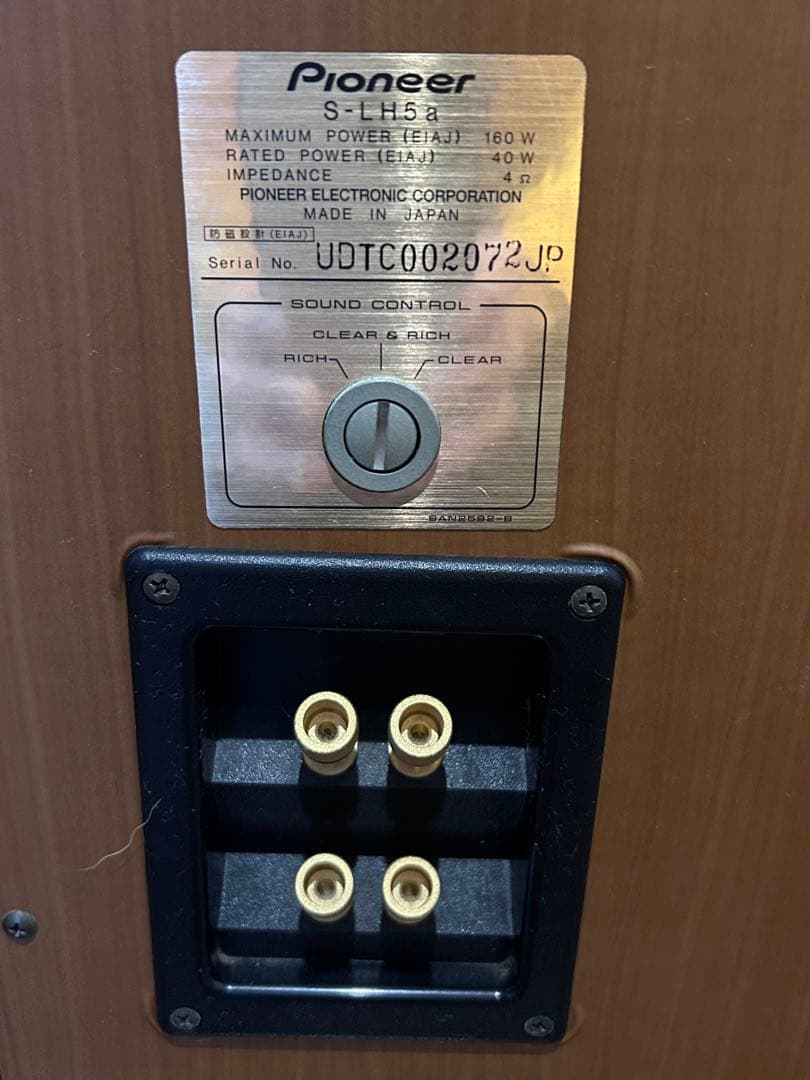 Pioneer
S-LH5a
MAXIMUM POWER (EIAJ) 160 W
RATED POWER (EIAJ) 40 W
IMPEDANCE 4 Ω
PIONEER ELECTRONIC CORPORATION
MADE IN JAPAN
防磁設計(EIAJ)
Serial No. UDTC002072JP
SOUND CONTROL
CLEAR & RICH
RICH CLEAR
SAN2592-B